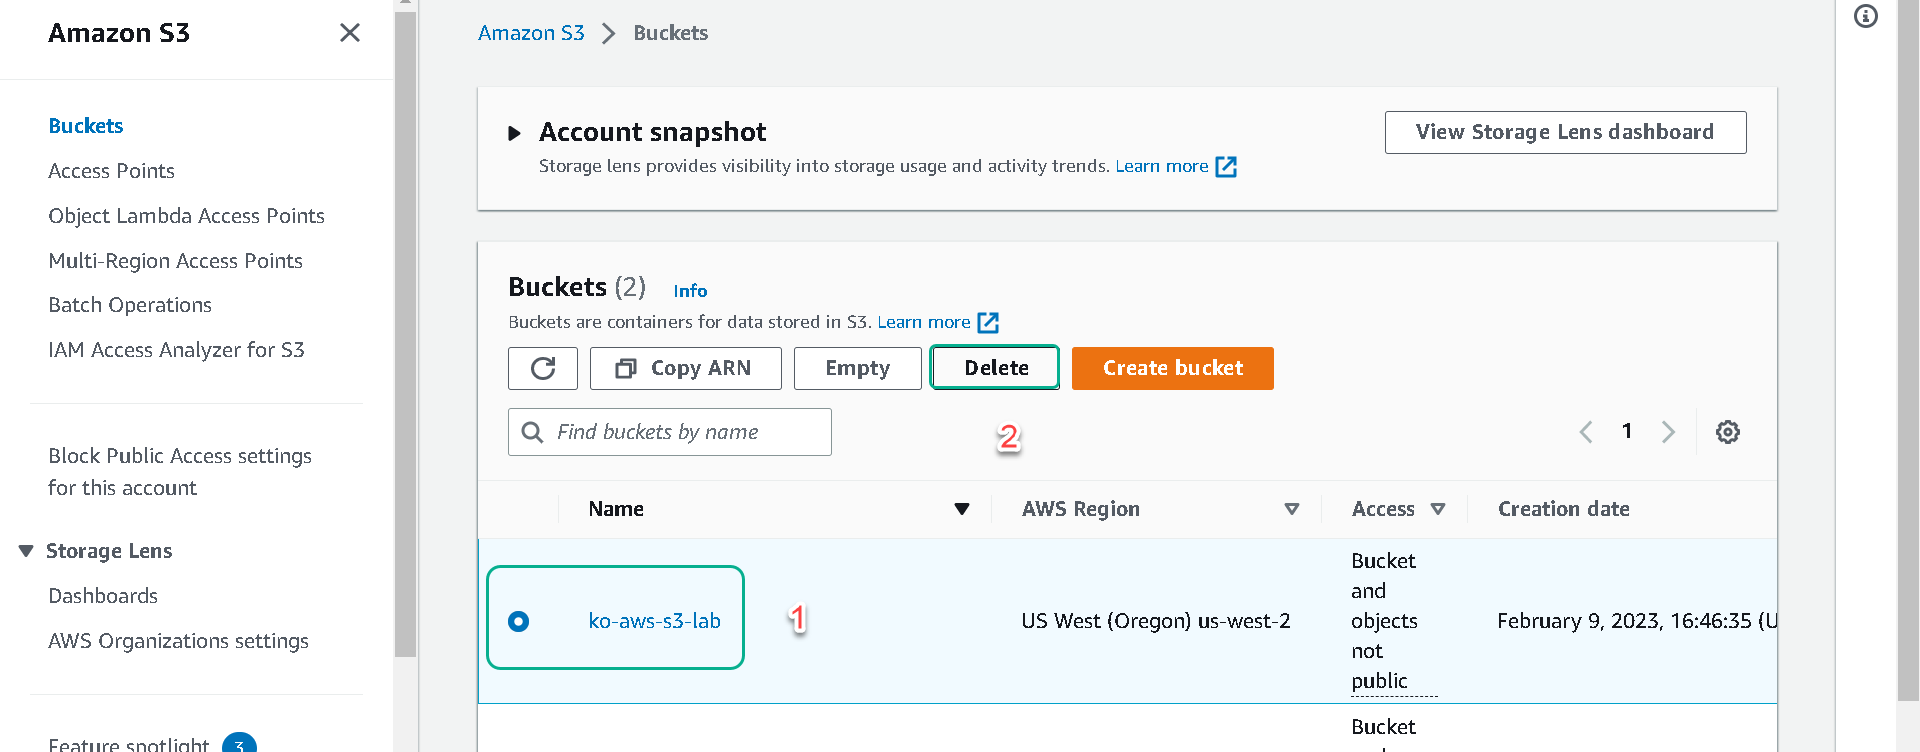 Amazon S3
Buckets
Access Points
Object Lambda Access Points
Multi-Region Access Points
Batch Operations
IAM Access Analyzer for S3
Block Public Access settings
for this account
Storage Lens
Dashboards
AWS Organizations settings
Feature spotlight 3
Amazon S3 Buckets
Account snapshot
View Storage Lens dashboard
Storage lens provides visibility into storage usage and activity trends. Learn more
Buckets (2) Info
Buckets are containers for data stored in S3. Learn more
Copy ARN Empty Delete Create bucket
Find buckets by name 2 1
Name AWS Region Access Creation date
ko-aws-s3-lab 1 US West (Oregon) us-west-2
Bucket
and
objects
not
public
February 9, 2023, 16:46:35 (U
Bucket